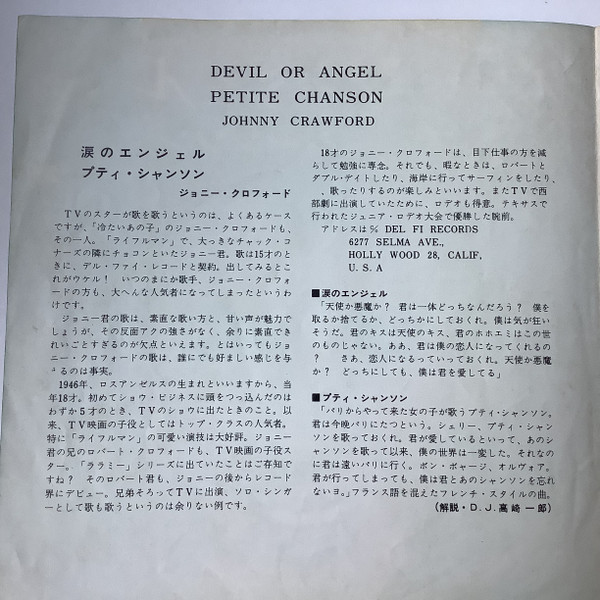 DEVIL OR ANGEL
PETITE CHANSON
JOHNNY CRAWFORD
涙のエンジェル
プティ・シャンソン
ジョニー・クロフォード
TVのスターが歌を歌うというのは、よくあるケース
ですが、「冷たいあの子」のジョニー・クロフォードも、
その一人。「ライフルマン」で、大っきなチャック・コ
ナーズの隣にチョコンといたジョニー君。歌は15才のと
きに、デル・ファイ・レコードと契約。出してみるとこ
れがウケル！　いつのまにか歌手、ジョニー・クロフォ
ードの方も、大へんな人気者になってしまったというわ
けです。
ジョニー君の歌は、素直な歌い方と、甘い声が魅力で
しょうが、その反面アクの強さがなく、余りに素直でき
れいごとすぎるのが欠点といえます。とはいってもジョ
ニー・クロフォードの歌は、誰にでも好ましい感じを与
えるのは事実。
1946年、ロスアンゼルスの生まれといいますから、当
年18才。初めてショウ・ビジネスに頭をつっ込んだのは
わずか5才のとき、TVのショウに出たときのこと。以
来、TV映画の子役としてはトップ・クラスの人気者。
特に「ライフルマン」の可愛い演技は大好評。ジョニー
君の兄のロバート・クロフォードも、TV映画の子役ス
ター。「ララミー」シリーズに出ていたことはご存知で
すね？　そのロバート君も、ジョニーの後からレコード
界にデビュー。兄弟そろってTVに出演、ソロ・シンガ
ーとして歌も歌うというのは余りない例です。
18才のジョニー・クロフォードは、目下仕事の方を減
らして勉強に専念。それでも、暇なときは、ロバートと
ダブル・デイトしたり、海岸に行ってサーフィンをしたり、
、歌ったりするのが楽しみといいます。またTVで西
部劇に出演していたために、ロデオも得意。テキサスで
行われたジュニア・ロデオ大会で優勝した腕前。
アドレスは℅ DEL FI RECORDS
6277 SELMA AVE.,
HOLLY WOOD 28, CALIF,
U. S. A
■涙のエンジェル
「天使か悪魔か？　君は一体どっちなんだろう？　僕を
取るか捨てるか、どっちかにしておくれ。僕は気が狂い
そうだ。君のキスは天使のキス、君のホホエミはこの世
のものじゃない。ああ、君は僕の恋人になってくれるの
？　　さあ、恋人になるっていっておくれ。天使か悪魔
か？　どっちにしても、僕は君を愛してる」
■プティ・シャンソン
「パリからやって来た女の子が歌うプティ・シャンソン。
君は今晩パリにたつという。シェリー、プティ・シャンソ
ンを歌っておくれ。君が愛しているといって、あのシャ
ンソンを歌って以来、僕の世界は一変した。それなの
に君は遠いパリに行く。ボン・ボャージ、オルヴォア。
君が行ってしまっても、僕は君とあのシャンソンを忘れ
ないヨ。」フランス語を混えたフレンチ・スタイルの曲。
（解説・D.J.高崎一郎）